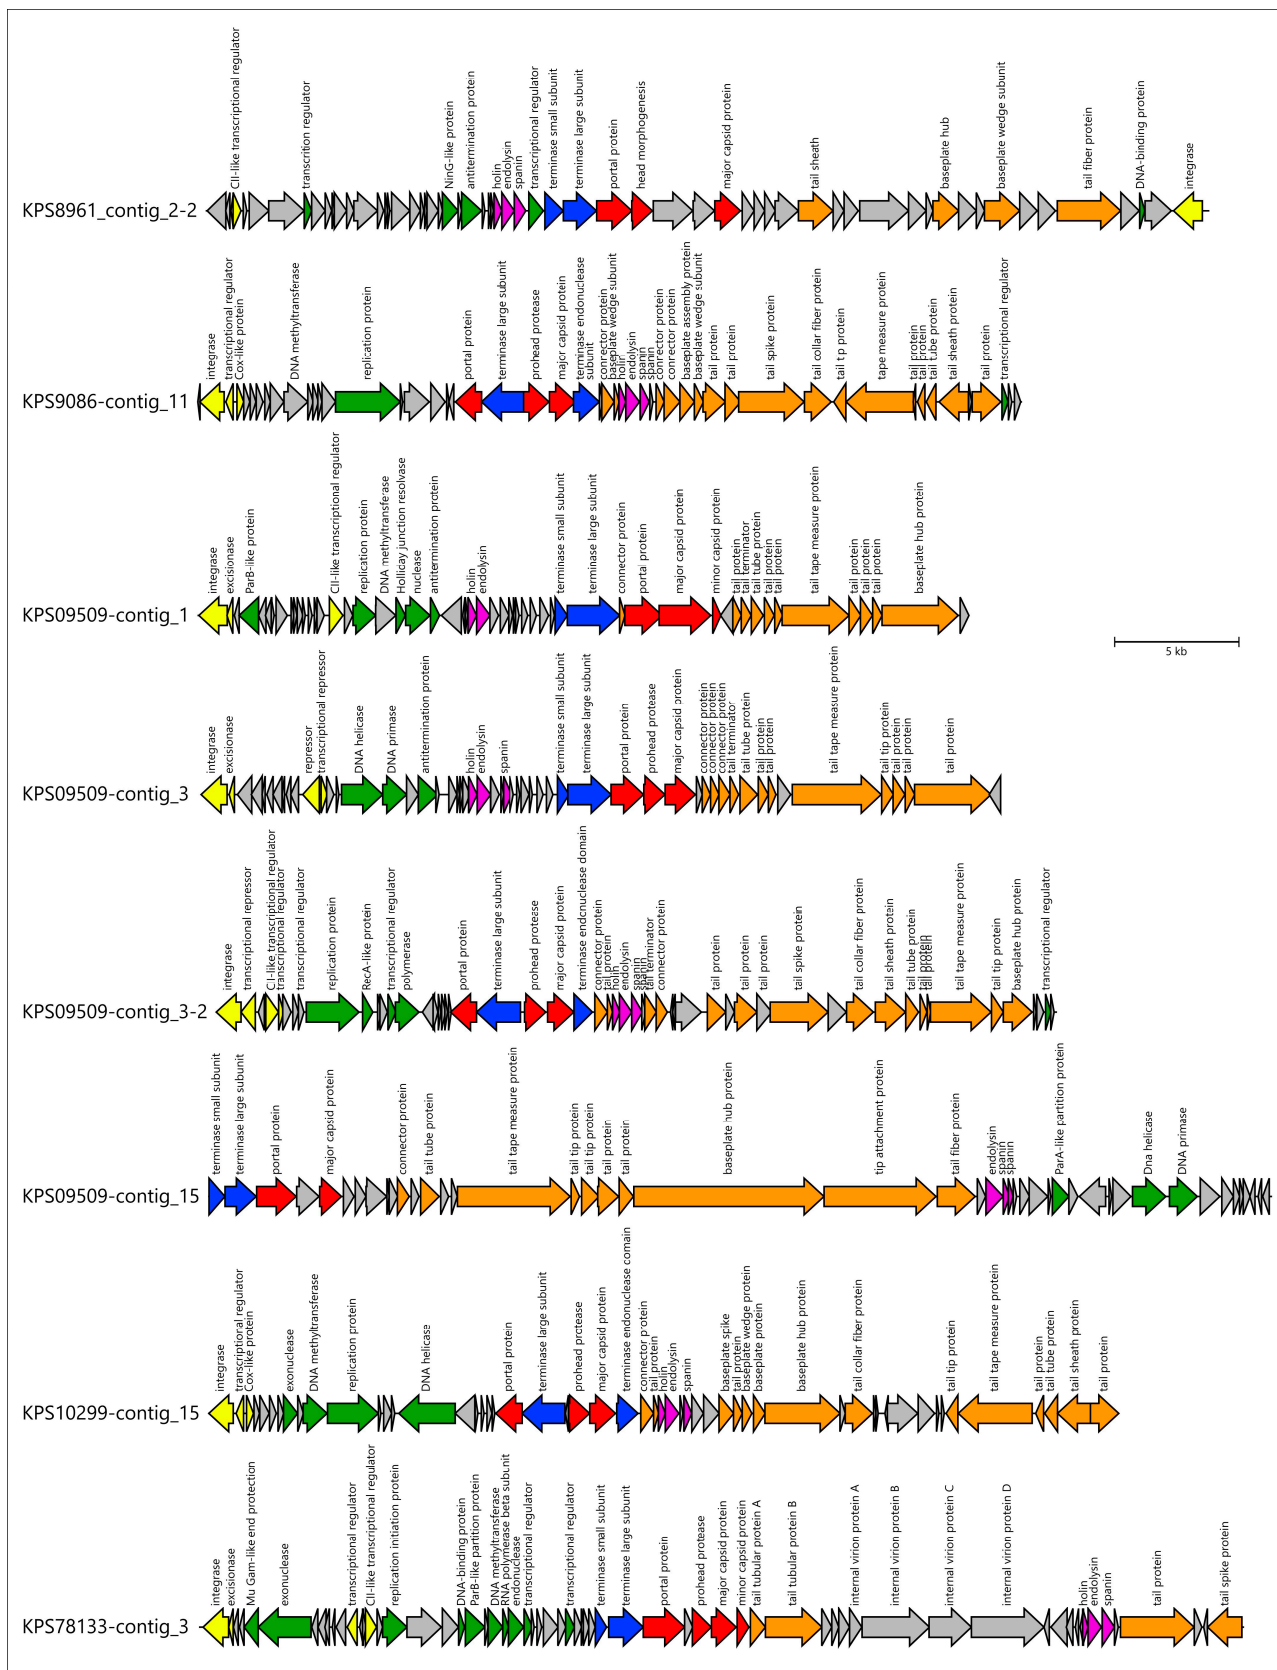 KPS8961_contig_2-2
CII-like transcriptional regulator
transcrition regulator
NinG-like protein
antitermination protein
holin
endolysin
spanin
transcriptional regulator
terminase small subunit
terminase large subunit
portal protein
head morphogenesis
major capsid protein
tail sheath
baseplate hub
baseplate wedge subunit
tail fiber protein
DNA-binding protein
integrase
KPS9086-contig_11
integrase
transcriptional regulator
Cox-like protein
DNA methyltransferase
replication protein
portal protein
terminase large subunit
prohead protease
major capsid protein
terminase endonuclease
subunit
connector protein
baseplate wedge subunit
holin
endolysin
spanin
spanin
connector protein
connector protein
baseplate assembly protein
baseplate wedge subunit
tail protein
tail protein
tail spike protein
tail collar fiber protein
tail tip protein
tape measure protein
tail protein
tail protein
tail tube protein
tail sheath protein
tail protein
transcriptional regulator
KPS09509-contig_1
integrase
excisionase
ParB-like protein
CII-like transcriptional regulator
replication protein
DNA methyltransferase
Holliday junction resolvase
nuclease
antitermination protein
holin
endolysin
terminase small subunit
terminase large subunit
connector protein
portal protein
major capsid protein
minor capsid protein
tail protein
tail terminator
tail tube protein
tail protein
tail protein
tail tape measure protein
tail protein
tail protein
tail protein
baseplate hub protein
5 kb
KPS09509-contig_3
integrase
excisionase
repressor
transcriptional repressor
DNA helicase
DNA primase
antitermination protein
holin
endolysin
spanin
terminase small subunit
terminase large subunit
portal protein
prohead protease
major capsid protein
connector protein
connector protein
connector protein
tail terminator
tail tube protein
tail protein
tail protein
tail tape measure protein
tail tip protein
tail protein
tail protein
tail protein
KPS09509-contig_3-2
integrase
transcriptional repressor
CI-like transcriptional regulator
transcriptional regulator
transcriptional regulator
replication protein
RecA-like protein
transcriptional regulator
polymerase
portal protein
terminase large subunit
prohead protease
major capsid protein
terminase endonuclease domain
connector protein
tail protein
holin
endolysin
spanin
spanin
tail terminator
connector protein
tail protein
tail protein
tail protein
tail spike protein
tail collar fiber protein
tail sheath protein
tail tube protein
tail protein
tail protein
tail tape measure protein
tail tip protein
baseplate hub protein
transcriptional regulator
KPS09509-contig_15
terminase small subunit
terminase large subunit
portal protein
major capsid protein
connector protein
tail tube protein
tail tape measure protein
tail tip protein
tail tip protein
tail protein
tail protein
baseplate hub protein
tip attachment protein
tail fiber protein
endolysin
spanin
spanin
ParA-like partition protein
Dna helicase
DNA primase
KPS10299-contig_15
integrase
transcriptional regulator
Cox-like protein
exonuclease
DNA methyltransferase
replication protein
DNA helicase
portal protein
terminase large subunit
prohead protease
major capsid protein
terminase endonuclease domain
connector protein
tail protein
holin
endolysin
spanin
baseplate spike
tail protein
baseplate wedge protein
baseplate protein
baseplate hub protein
tail collar fiber protein
tail tip protein
tail tape measure protein
tail protein
tail tube protein
tail sheath protein
tail protein
KPS78133-contig_3
integrase
excisionase
Mu Gam-like end protection
exonuclease
transcriptional regulator
CII-like transcriptional regulator
replication initiation protein
DNA-binding protein
ParB-like partition protein
DNA methyltransferase
RNA polymerase beta subunit
endonuclease
transcriptional regulator
transcriptional regulator
terminase small subunit
terminase large subunit
portal protein
prohead protease
major capsid protein
minor capsid protein
tail tubular protein A
tail tubular protein B
internal virion protein A
internal virion protein B
internal virion protein C
internal virion protein D
holin
endolysin
spanin
tail protein
tail spike protein